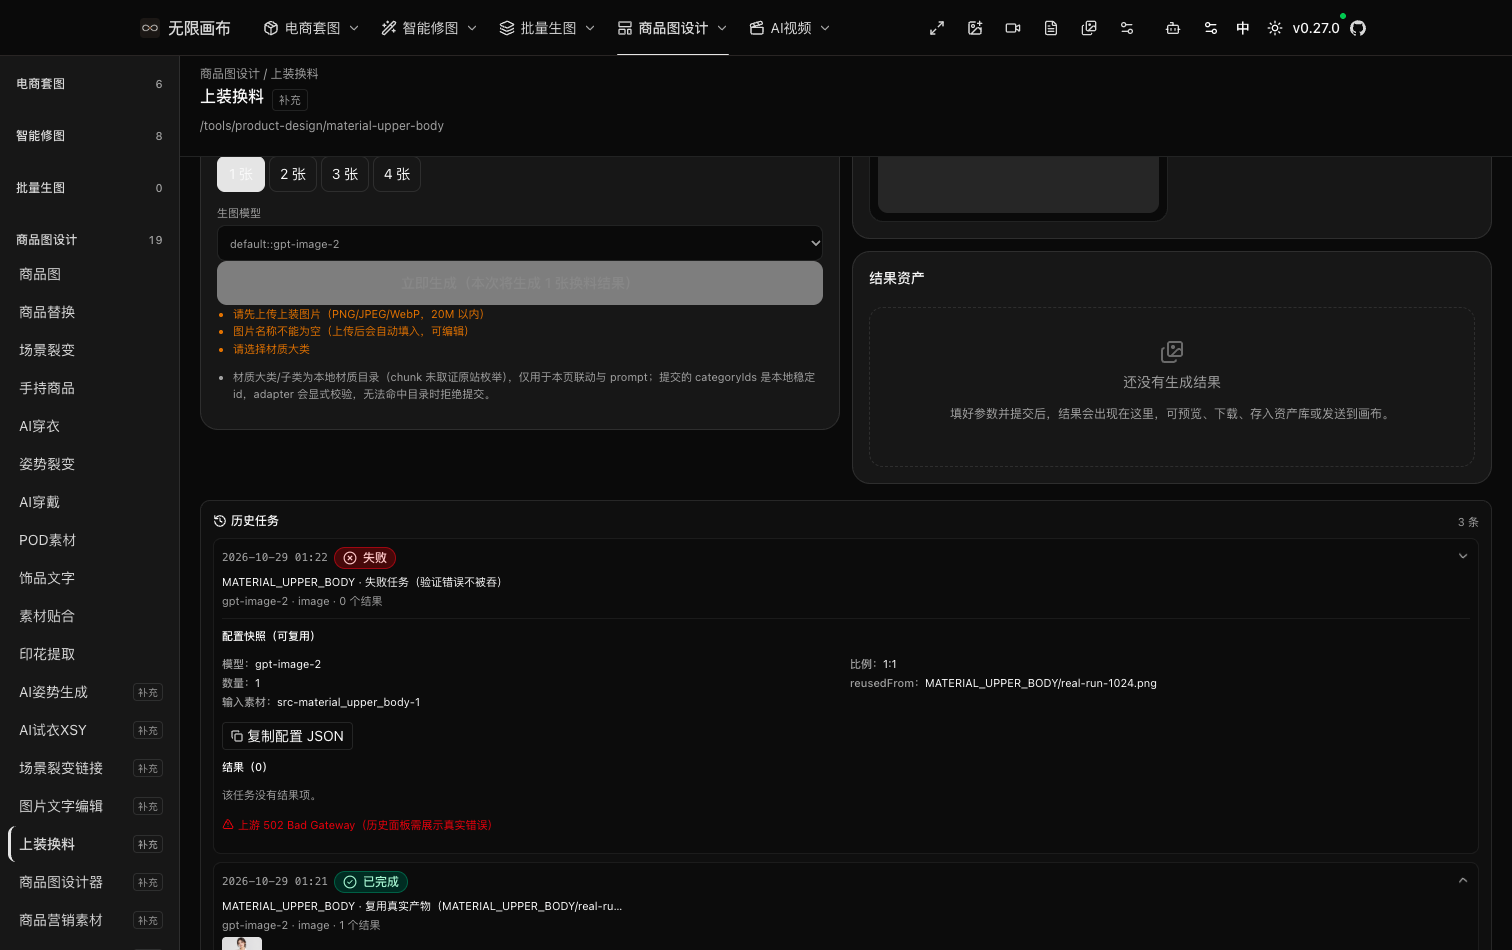 无限画布
电商套图
智能修图
批量生图
商品图设计
AI视频
中
v0.27.0
电商套图 6
智能修图 8
批量生图 0
商品图设计 19
商品图
商品替换
场景裂变
手持商品
AI穿衣
姿势裂变
AI穿戴
POD素材
饰品文字
素材贴合
印花提取
AI姿势生成 补充
AI试衣XSY 补充
场景裂变链接 补充
图片文字编辑 补充
上装换料 补充
商品图设计器 补充
商品营销素材 补充
商品图设计 / 上装换料
上装换料 补充
/tools/product-design/material-upper-body
1 张 2 张 3 张 4 张
生图模型
default::gpt-image-2
立即生成（本次将生成 1 张换料结果）
请先上传上装图片（PNG/JPEG/WebP，20M 以内）
图片名称不能为空（上传后会自动填入，可编辑）
请选择材质大类
材质大类/子类为本地材质目录（chunk 未取证原站枚举），仅用于本页联动与 prompt；提交的 categoryIds 是本地稳定
id，adapter 会显式校验，无法命中目录时拒绝提交。
结果资产
还没有生成结果
填好参数并提交后，结果会出现在这里，可预览、下载、存入资产库或发送到画布。
历史任务 3 条
2026-10-29 01:22 失败
MATERIAL_UPPER_BODY · 失败任务（验证错误不被吞）
gpt-image-2 · image · 0 个结果
配置快照（可复用）
模型：gpt-image-2
比例：1:1
数量：1
reusedFrom：MATERIAL_UPPER_BODY/real-run-1024.png
输入素材：src-material_upper_body-1
复制配置 JSON
结果（0）
该任务没有结果项。
上游 502 Bad Gateway（历史面板需展示真实错误）
2026-10-29 01:21 已完成
MATERIAL_UPPER_BODY · 复用真实产物（MATERIAL_UPPER_BODY/real-ru...
gpt-image-2 · image · 1 个结果